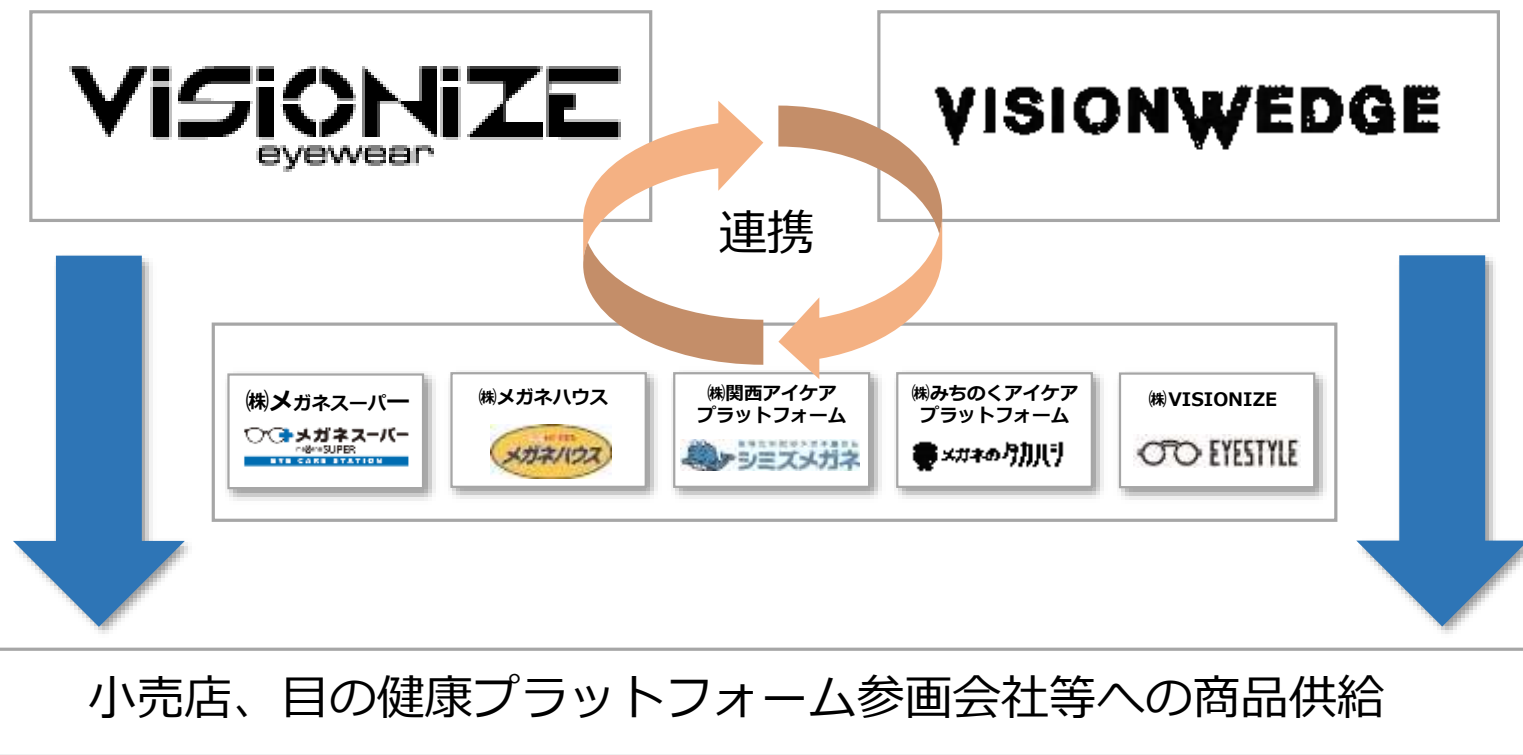 ViSiONiZE
eyewear
VISIONWEDGE
連携
㈱メガネスーパー
メガネスーパー
SUPER
EYE CARE STATION
㈱メガネハウス
メガネハウス
㈱関西アイケア
プラットフォーム
シミズメガネ
㈱みちのくアイケア
プラットフォーム
メガネのタカハシ
㈱VISIONIZE
EYESTYLE
小売店、目の健康プラットフォーム参画会社等への商品供給